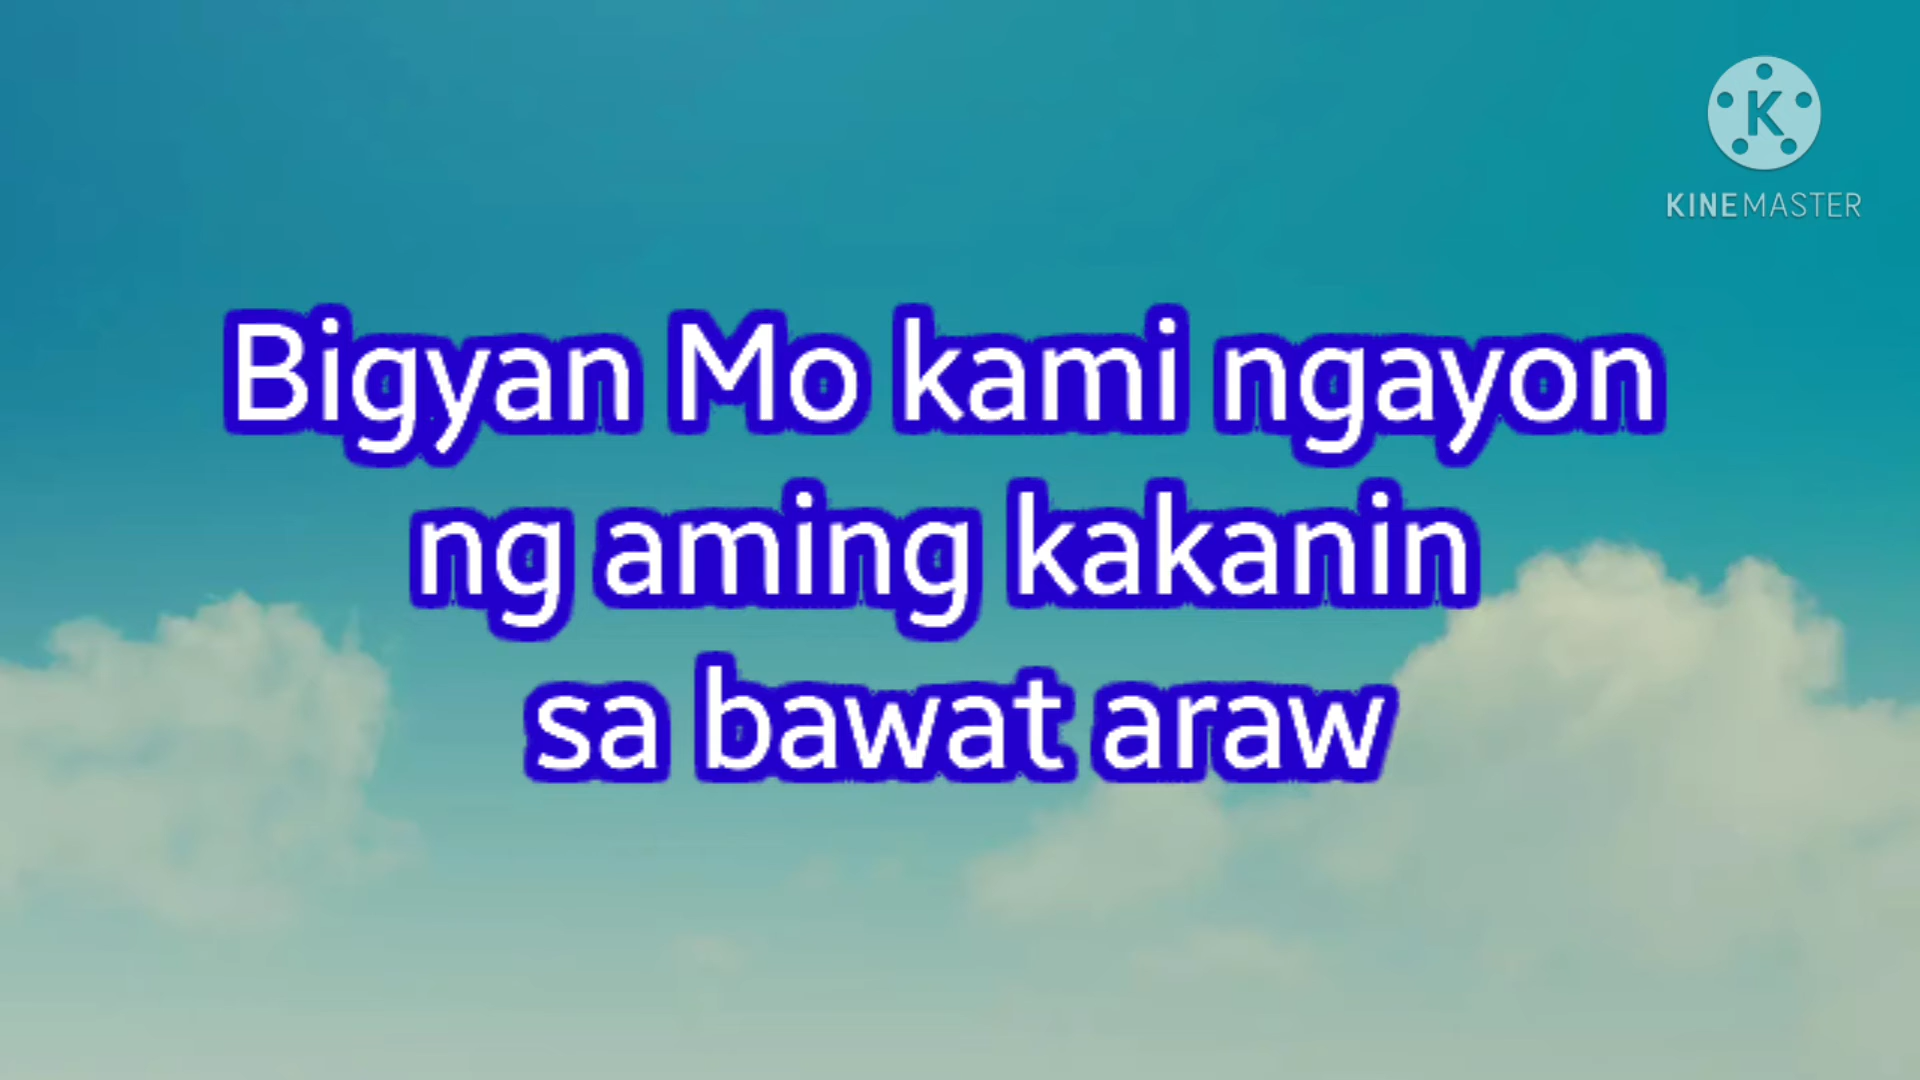 K
KINEMASTER
Bigyan Mo kami ngayon
ng aming kakanin
sa bawat araw